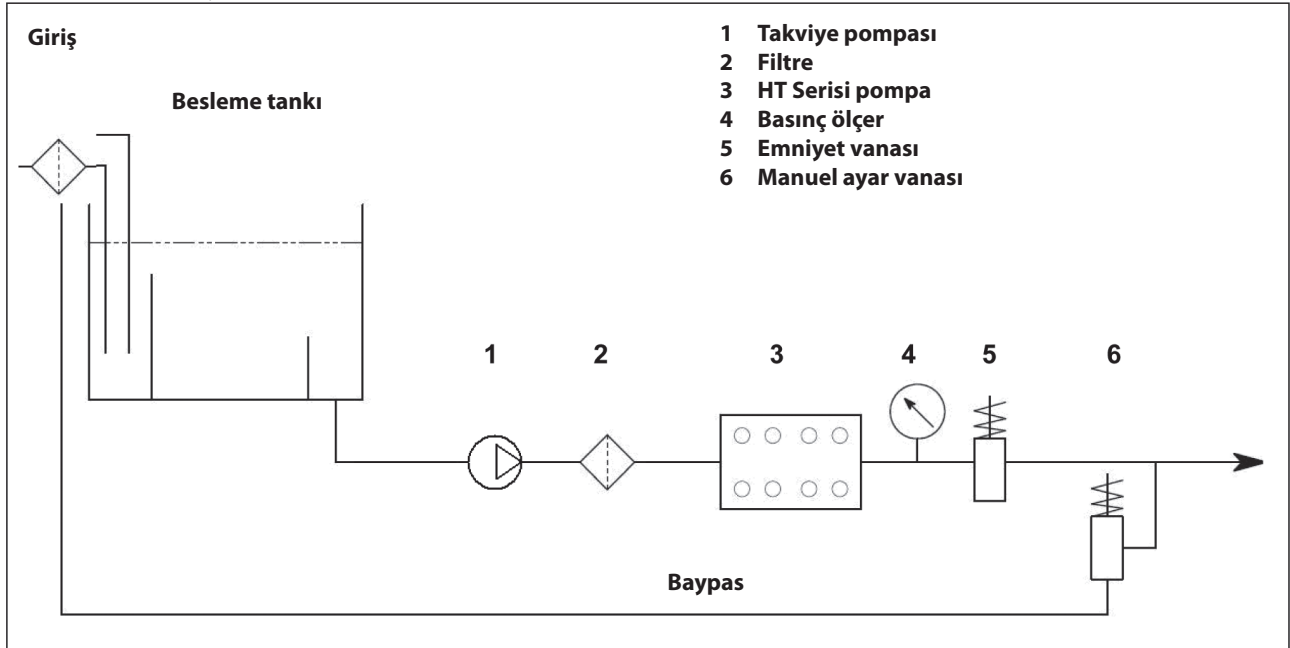 Giriş
Besleme tankı
1 Takviye pompası
2 Filtre
3 HT Serisi pompa
4 Basınç ölçer
5 Emniyet vanası
6 Manuel ayar vanası
1 2 3 4 5 6
Baypas